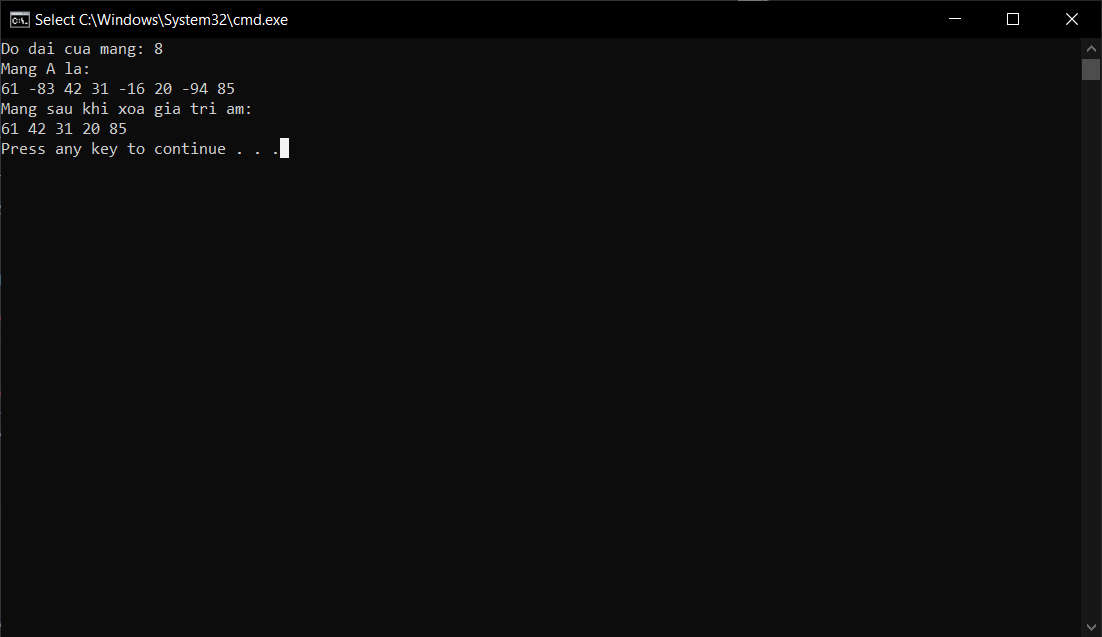 Select C:\Windows\System32\cmd.exe
Do dai cua mang: 8
Mang A la:
61 -83 42 31 -16 20 -94 85
Mang sau khi xoa gia tri am:
61 42 31 20 85
Press any key to continue . . .